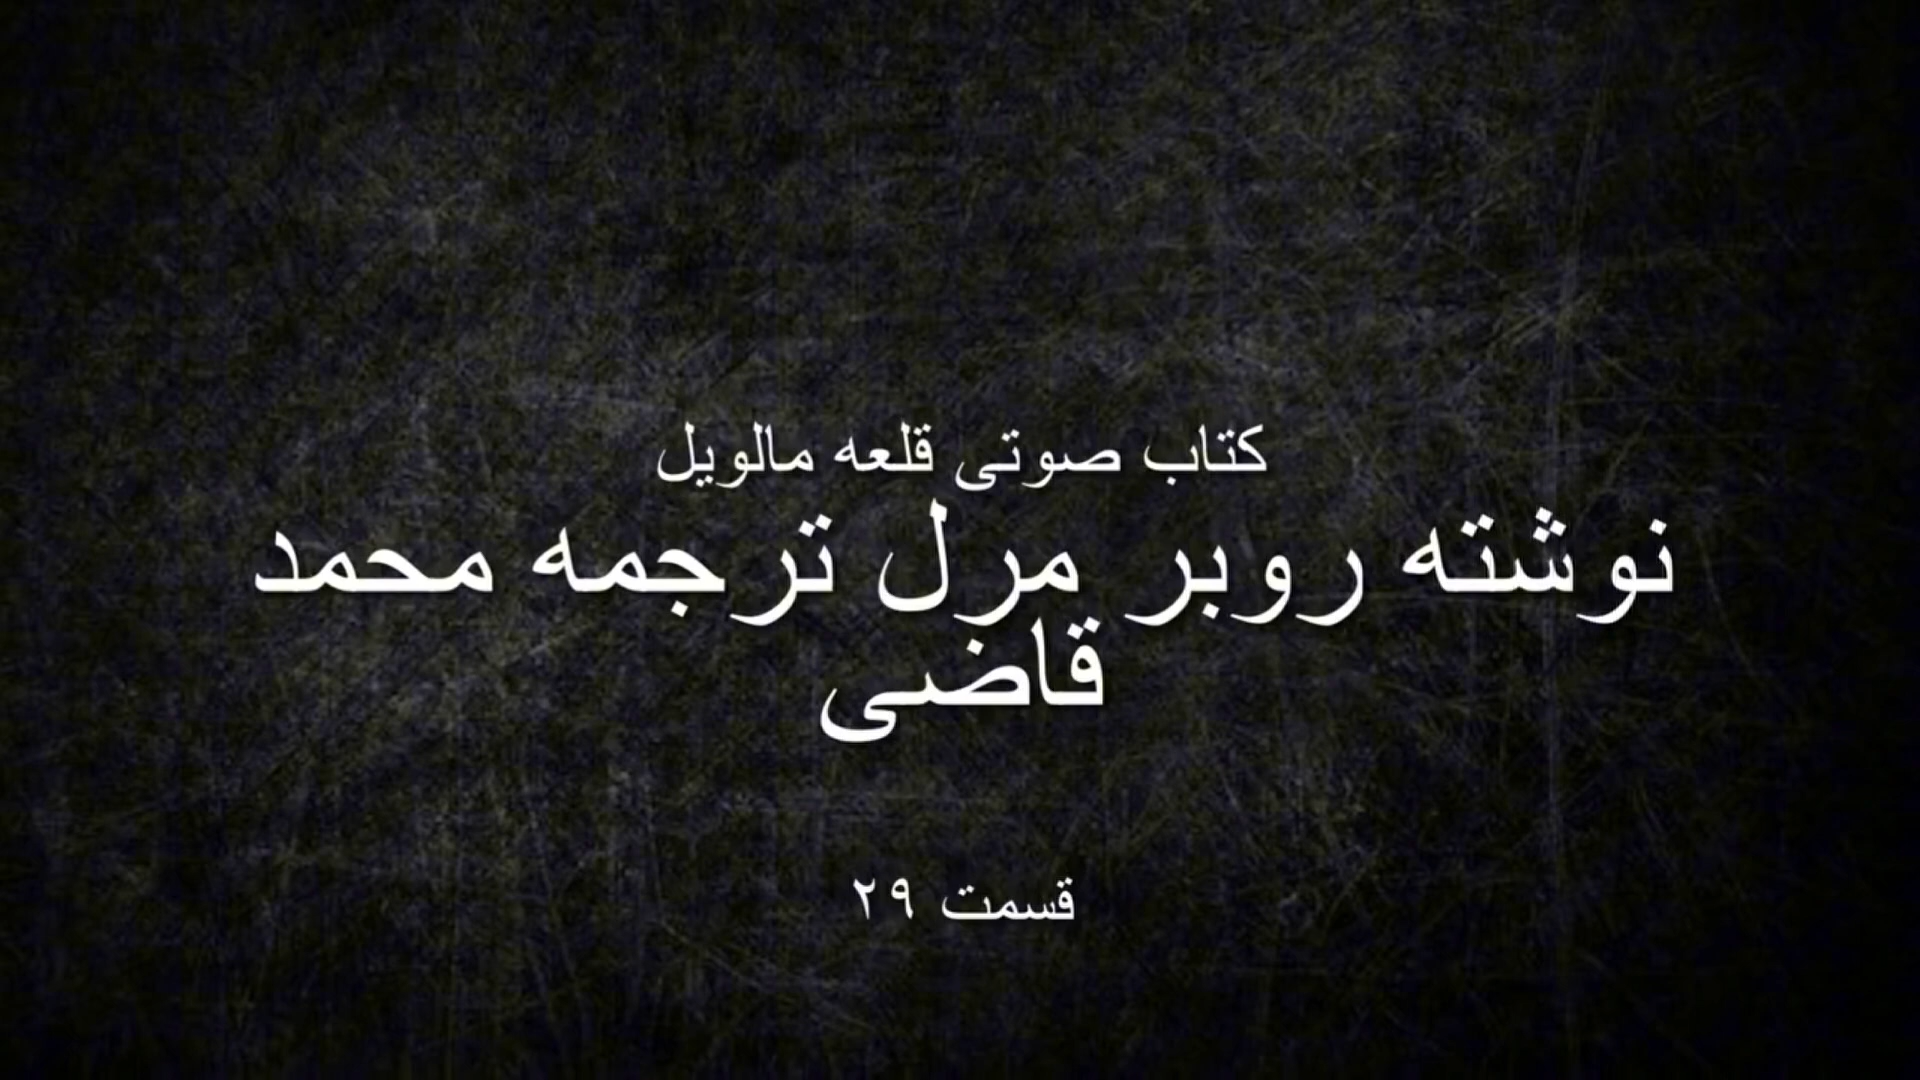 کتاب صوتی قلعه مالویل
نوشته روبر مرل ترجمه محمد
قاضی
قسمت ۲۹